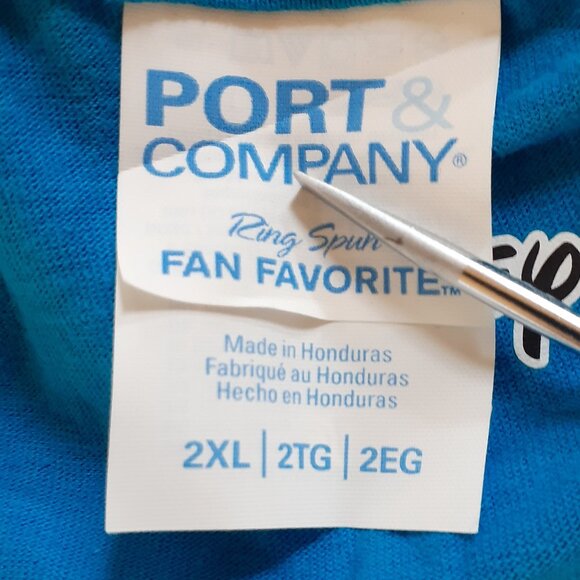 PORT &
COMPANY®
Ring Spun
FAN FAVORITE™
Made in Honduras
Fabriqué au Honduras
Hecho en Honduras
2XL | 2TG | 2EG